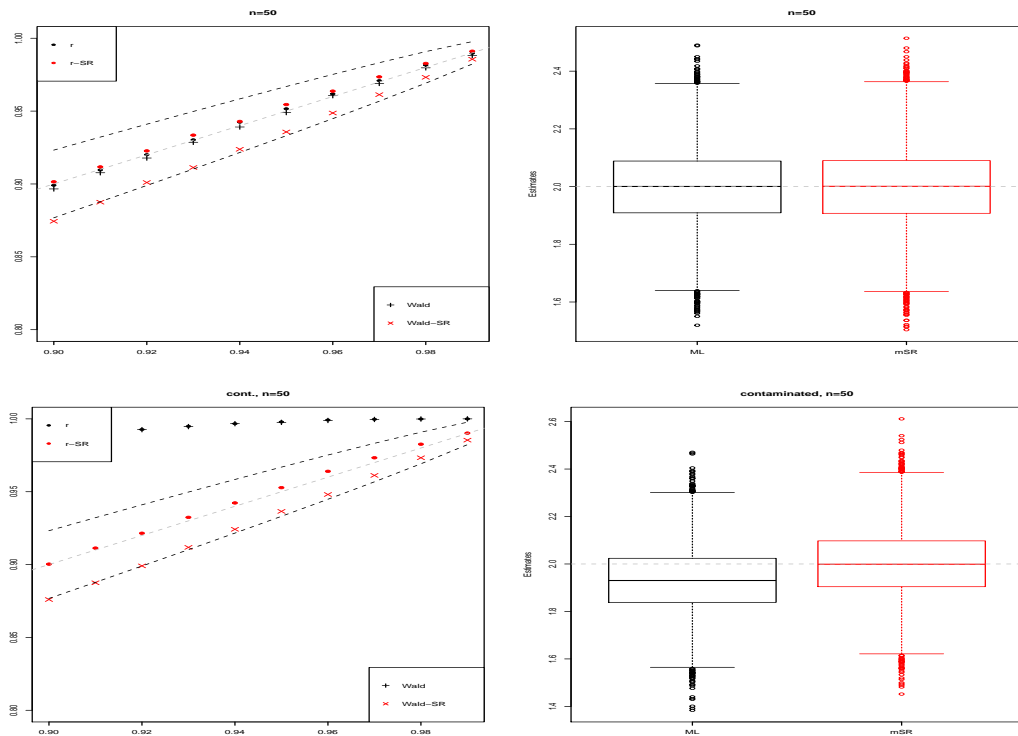 n=50
r
r−SR
1.00
0.95
0.90
0.85
0.80
Wald
Wald−SR
0.90
0.92
0.94
0.96
0.98
n=50
Estimates
2.4
2.2
2.0
1.8
1.6
ML
mSR
cont., n=50
r
r−SR
1.00
0.95
0.90
0.85
0.80
Wald
Wald−SR
0.90
0.92
0.94
0.96
0.98
contaminated, n=50
Estimates
2.6
2.4
2.2
2.0
1.8
1.6
1.4
ML
mSR